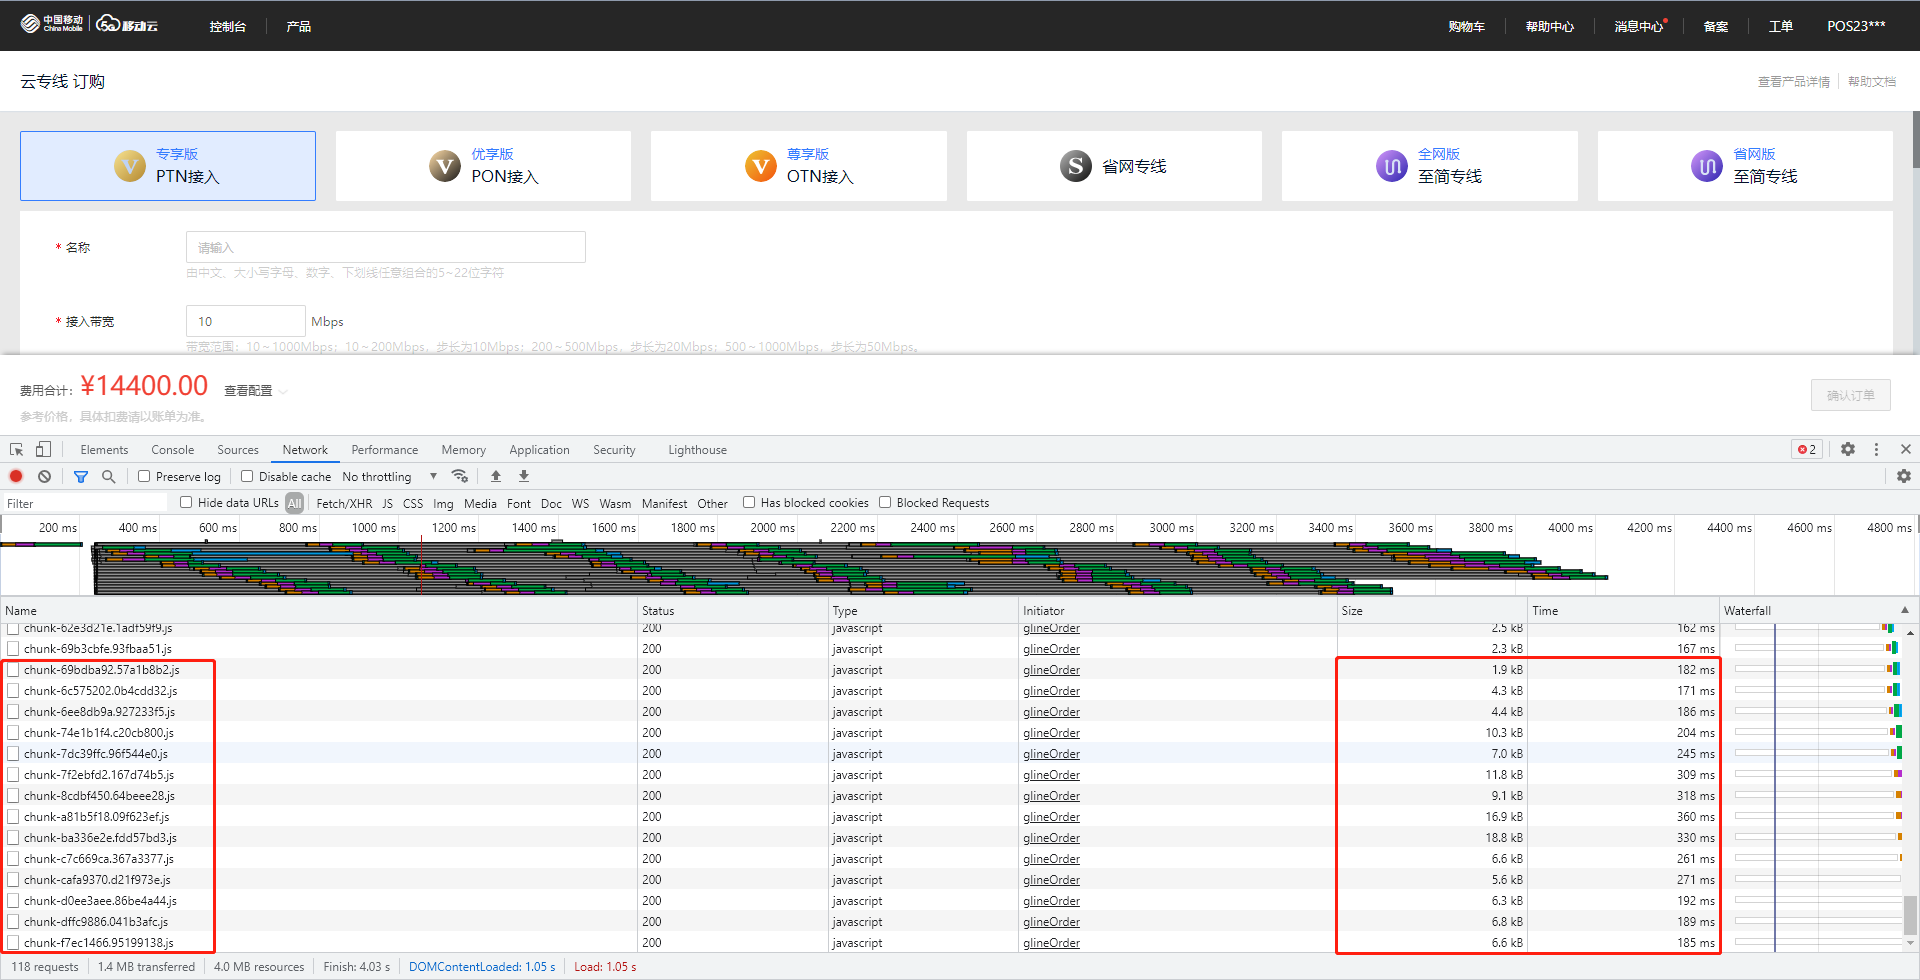 中国移动 China Mobile 5G 移动云 控制台 产品 购物车 帮助中心 消息中心 备案 工单 POS23***
云专线 订购 查看产品详情 帮助文档
专享版 优享版 尊享版 全网版 省网版
PTN接入 PON接入 OTN接入 省网专线 至简专线 至简专线
* 名称 请输入
由中文、大小写字母、数字、下划线任意组合的5~22位字符
* 接入带宽 10 Mbps
带宽范围：10～1000Mbps；10～200Mbps，步长为10Mbps；200～500Mbps，步长为20Mbps；500～1000Mbps，步长为50Mbps。
费用合计： ¥14400.00 查看配置 确认订单
参考价格，具体扣费请以账单为准。
Elements Console Sources Network Performance Memory Application Security Lighthouse 2
Preserve log Disable cache No throttling
Filter Hide data URLs All Fetch/XHR JS CSS Img Media Font Doc WS Wasm Manifest Other Has blocked cookies Blocked Requests
200 ms 400 ms 600 ms 800 ms 1000 ms 1200 ms 1400 ms 1600 ms 1800 ms 2000 ms 2200 ms 2400 ms 2600 ms 2800 ms 3000 ms 3200 ms 3400 ms 3600 ms 3800 ms 4000 ms 4200 ms 4400 ms 4600 ms 4800 ms
Name Status Type Initiator Size Time Waterfall
chunk-62e3d21e.1adf59f9.js 200 javascript glineOrder 2.5 kB 162 ms
chunk-69b3cbfe.93fbaa51.js 200 javascript glineOrder 2.3 kB 167 ms
chunk-69bdba92.57a1b8b2.js 200 javascript glineOrder 1.9 kB 182 ms
chunk-6c575202.0b4cdd32.js 200 javascript glineOrder 4.3 kB 171 ms
chunk-6ee8db9a.927233f5.js 200 javascript glineOrder 4.4 kB 186 ms
chunk-74e1b1f4.c20cb800.js 200 javascript glineOrder 10.3 kB 204 ms
chunk-7dc39ffc.96f544e0.js 200 javascript glineOrder 7.0 kB 245 ms
chunk-7f2ebfd2.167d74b5.js 200 javascript glineOrder 11.8 kB 309 ms
chunk-8cdbf450.64beee28.js 200 javascript glineOrder 9.1 kB 318 ms
chunk-a81b5f18.09f623ef.js 200 javascript glineOrder 16.9 kB 360 ms
chunk-ba336e2e.fdd57bd3.js 200 javascript glineOrder 18.8 kB 330 ms
chunk-c7c669ca.367a3377.js 200 javascript glineOrder 6.6 kB 261 ms
chunk-cafa9370.d21f973e.js 200 javascript glineOrder 5.6 kB 271 ms
chunk-d0ee3aee.86be4a44.js 200 javascript glineOrder 6.3 kB 192 ms
chunk-dffc9886.041b3afc.js 200 javascript glineOrder 6.8 kB 189 ms
chunk-f7ec1466.95199138.js 200 javascript glineOrder 6.6 kB 185 ms
118 requests 1.4 MB transferred 4.0 MB resources Finish: 4.03 s DOMContentLoaded: 1.05 s Load: 1.05 s